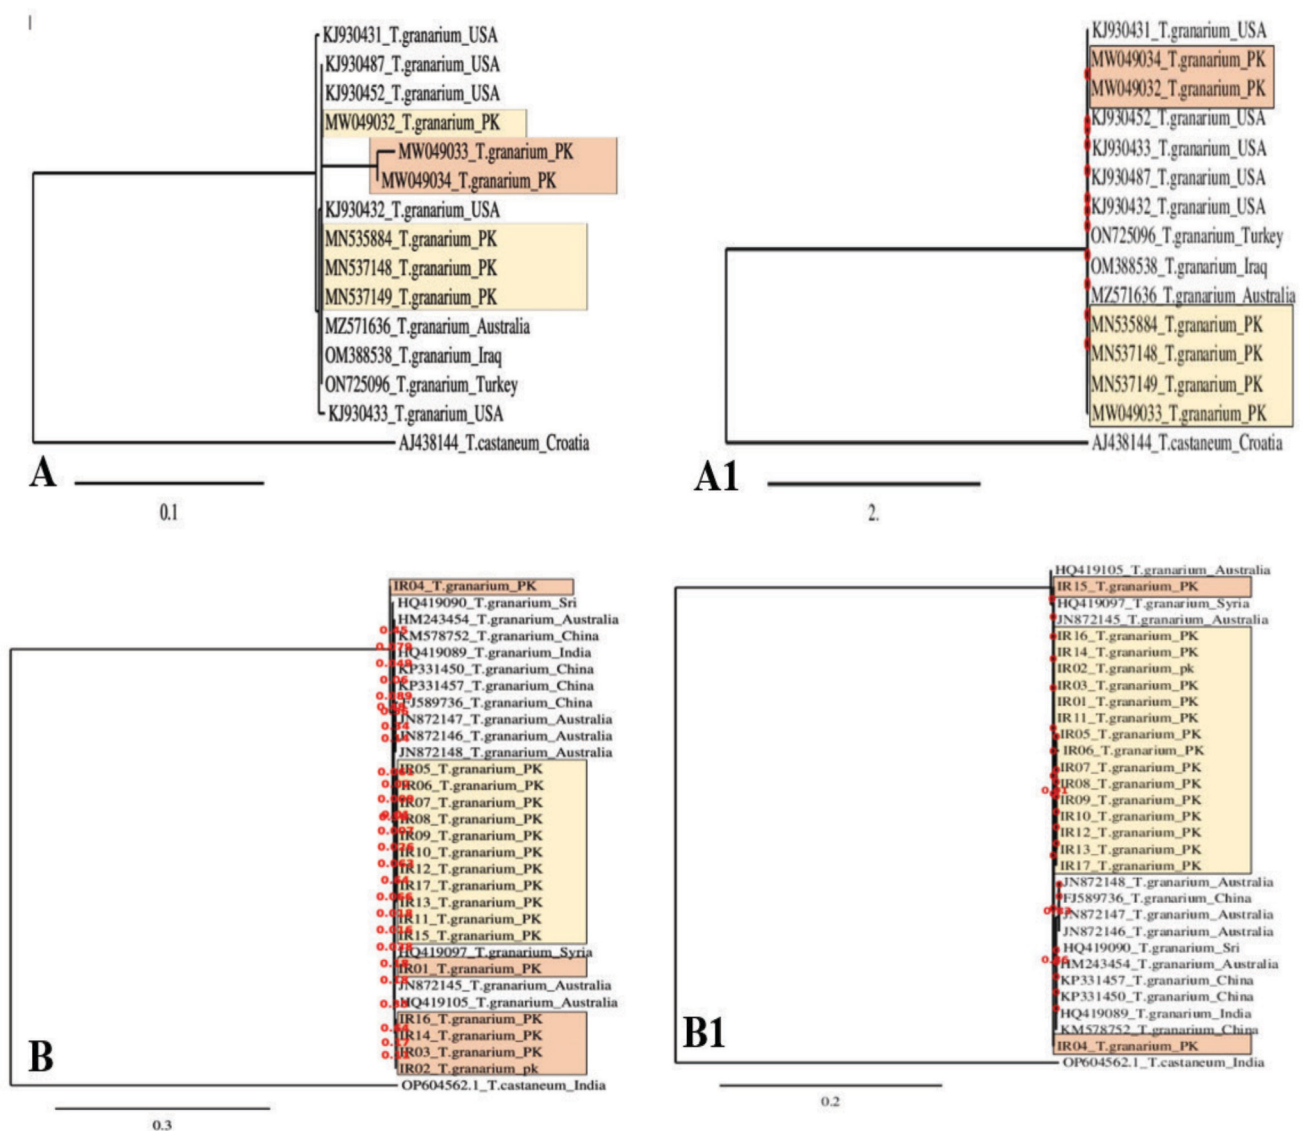 KJ930431_T.granarium_USA
KJ930487_T.granarium_USA
KJ930452_T.granarium_USA
MW049032_T.granarium_PK
MW049033_T.granarium_PK
MW049034_T.granarium_PK
KJ930432_T.granarium_USA
MN535884_T.granarium_PK
MN537148_T.granarium_PK
MN537149_T.granarium_PK
MZ571636_T.granarium_Australia
OM388538_T.granarium_Iraq
ON725096_T.granarium_Turkey
KJ930433_T.granarium_USA
AJ438144_T.castaneum_Croatia
A
0.1
KJ930431_T.granarium_USA
MW049034_T.granarium_PK
MW049032_T.granarium_PK
KJ930452_T.granarium_USA
KJ930433_T.granarium_USA
KJ930487_T.granarium_USA
KJ930432_T.granarium_USA
ON725096_T.granarium_Turkey
OM388538_T.granarium_Iraq
MZ571636_T.granarium_Australia
MN535884_T.granarium_PK
MN537148_T.granarium_PK
MN537149_T.granarium_PK
MW049033_T.granarium_PK
AJ438144_T.castaneum_Croatia
A1
2.
IR04_T.granarium_PK
HQ419090_T.granarium_Sri
HM243454_T.granarium_Australia
KM578752_T.granarium_China
HQ419089_T.granarium_India
KP331450_T.granarium_China
KP331457_T.granarium_China
FJ589736_T.granarium_China
JN872147_T.granarium_Australia
JN872146_T.granarium_Australia
JN872148_T.granarium_Australia
IR05_T.granarium_PK
IR06_T.granarium_PK
IR07_T.granarium_PK
IR08_T.granarium_PK
IR09_T.granarium_PK
IR10_T.granarium_PK
IR12_T.granarium_PK
IR17_T.granarium_PK
IR13_T.granarium_PK
IR11_T.granarium_PK
IR15_T.granarium_PK
HQ419097_T.granarium_Syria
IR01_T.granarium_PK
JN872145_T.granarium_Australia
HQ419105_T.granarium_Australia
IR16_T.granarium_PK
IR14_T.granarium_PK
IR03_T.granarium_PK
IR02_T.granarium_pk
OP604562.1_T.castaneum_India
B
0.3
HQ419105_T.granarium_Australia
IR15_T.granarium_PK
HQ419097_T.granarium_Syria
JN872145_T.granarium_Australia
IR16_T.granarium_PK
IR14_T.granarium_PK
IR02_T.granarium_pk
IR03_T.granarium_PK
IR01_T.granarium_PK
IR11_T.granarium_PK
IR05_T.granarium_PK
IR06_T.granarium_PK
IR07_T.granarium_PK
IR08_T.granarium_PK
IR09_T.granarium_PK
IR10_T.granarium_PK
IR12_T.granarium_PK
IR13_T.granarium_PK
IR17_T.granarium_PK
JN872148_T.granarium_Australia
FJ589736_T.granarium_China
JN872147_T.granarium_Australia
JN872146_T.granarium_Australia
HQ419090_T.granarium_Sri
HM243454_T.granarium_Australia
KP331457_T.granarium_China
KP331450_T.granarium_China
HQ419089_T.granarium_India
KM578752_T.granarium_China
IR04_T.granarium_PK
OP604562.1_T.castaneum_India
B1
0.2